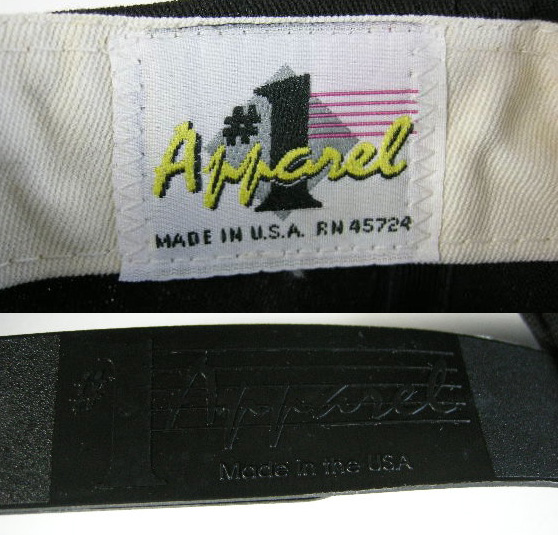 #1
Apparel
MADE IN U.S.A. RN 45724
#1 Apparel
Made in the USA